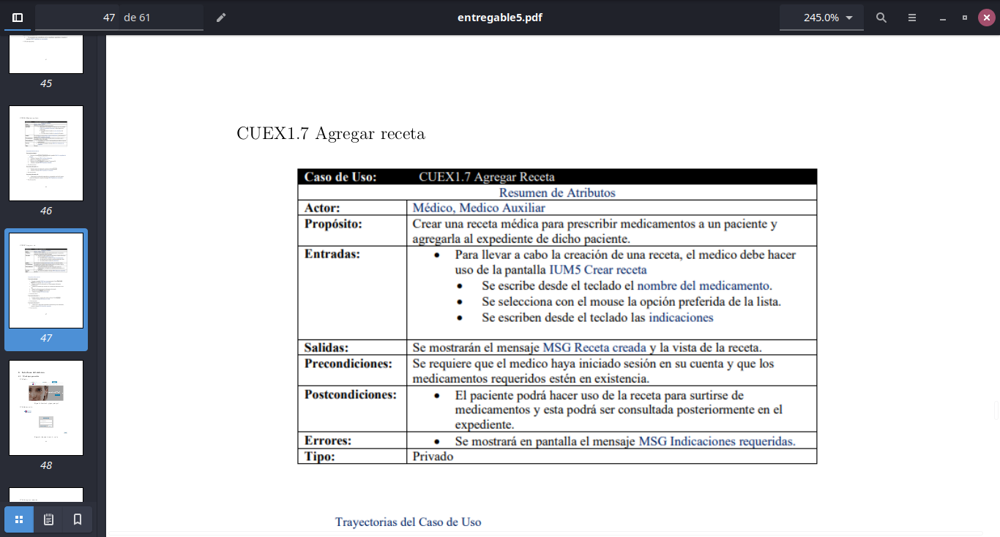 47 de 61
entregable5.pdf
245.0%
45
46
47
48
CUEX1.7 Agregar receta
Caso de Uso: CUEX1.7 Agregar Receta
Resumen de Atributos
Actor: Médico, Medico Auxiliar
Propósito: Crear una receta médica para prescribir medicamentos a un paciente y
agregarla al expediente de dicho paciente.
Entradas: • Para llevar a cabo la creación de una receta, el medico debe hacer
uso de la pantalla IUM5 Crear receta
• Se escribe desde el teclado el nombre del medicamento.
• Se selecciona con el mouse la opción preferida de la lista.
• Se escriben desde el teclado las indicaciones
Salidas: Se mostrarán el mensaje MSG Receta creada y la vista de la receta.
Precondiciones: Se requiere que el medico haya iniciado sesión en su cuenta y que los
medicamentos requeridos estén en existencia.
Postcondiciones: • El paciente podrá hacer uso de la receta para surtirse de
medicamentos y esta podrá ser consultada posteriormente en el
expediente.
Errores: • Se mostrará en pantalla el mensaje MSG Indicaciones requeridas.
Tipo: Privado
Trayectorias del Caso de Uso